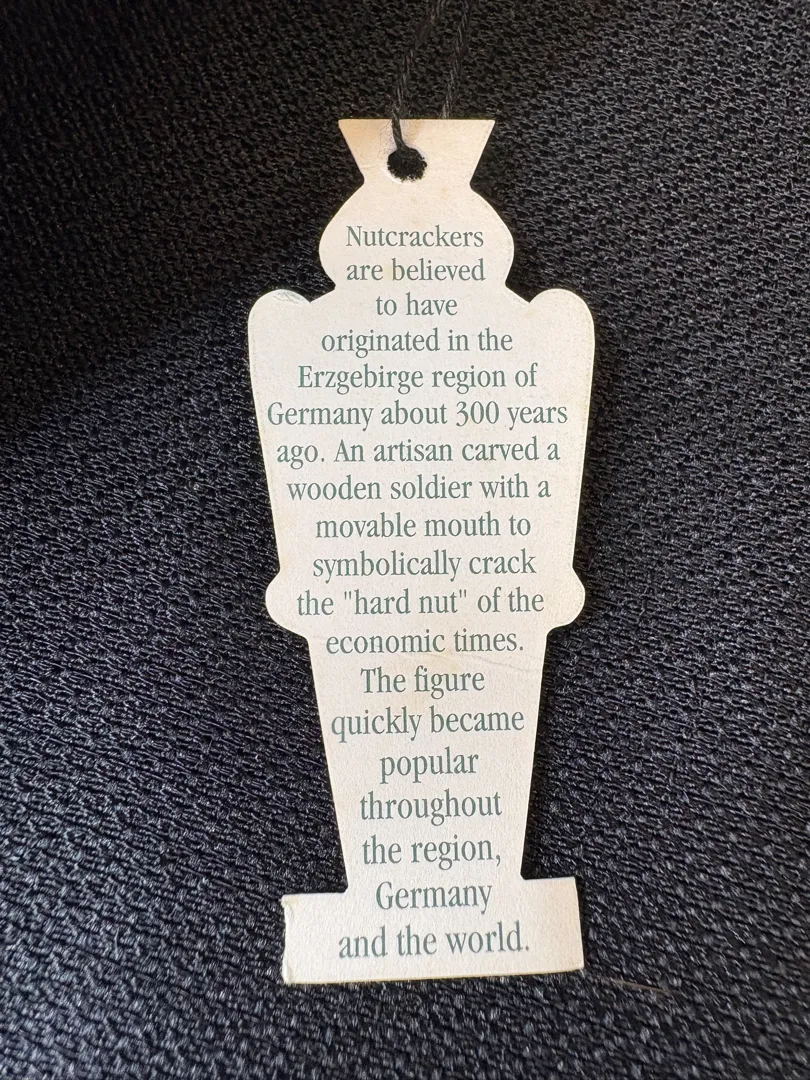 Nutcrackers
are believed
to have
originated in the
Erzgebirge region of
Germany about 300 years
ago. An artisan carved a
wooden soldier with a
movable mouth to
symbolically crack
the "hard nut" of the
economic times.
The figure
quickly became
popular
throughout
the region,
Germany
and the world.